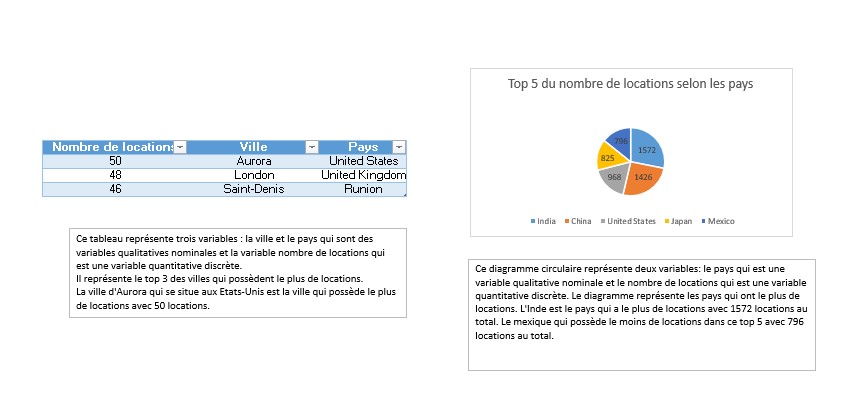 Nombre de locations Ville Pays
50 Aurora United States
48 London United Kingdom
46 Saint-Denis Runion
Ce tableau représente trois variables : la ville et le pays qui sont des
variables qualitatives nominales et la variable nombre de locations qui
est une variable quantitative discrète.
Il représente le top 3 des villes qui possèdent le plus de locations.
La ville d'Aurora qui se situe aux Etats-Unis est la ville qui possède le plus
de locations avec 50 locations.
Top 5 du nombre de locations selon les pays
796
1572
825
968
1426
India China United States Japan Mexico
Ce diagramme circulaire représente deux variables: le pays qui est une
variable qualitative nominale et le nombre de locations qui est une variable
quantitative discrète. Le diagramme représente les pays qui ont le plus de
locations. L'Inde est le pays qui a le plus de locations avec 1572 locations au
total. Le mexique qui possède le moins de locations dans ce top 5 avec 796
locations au total.